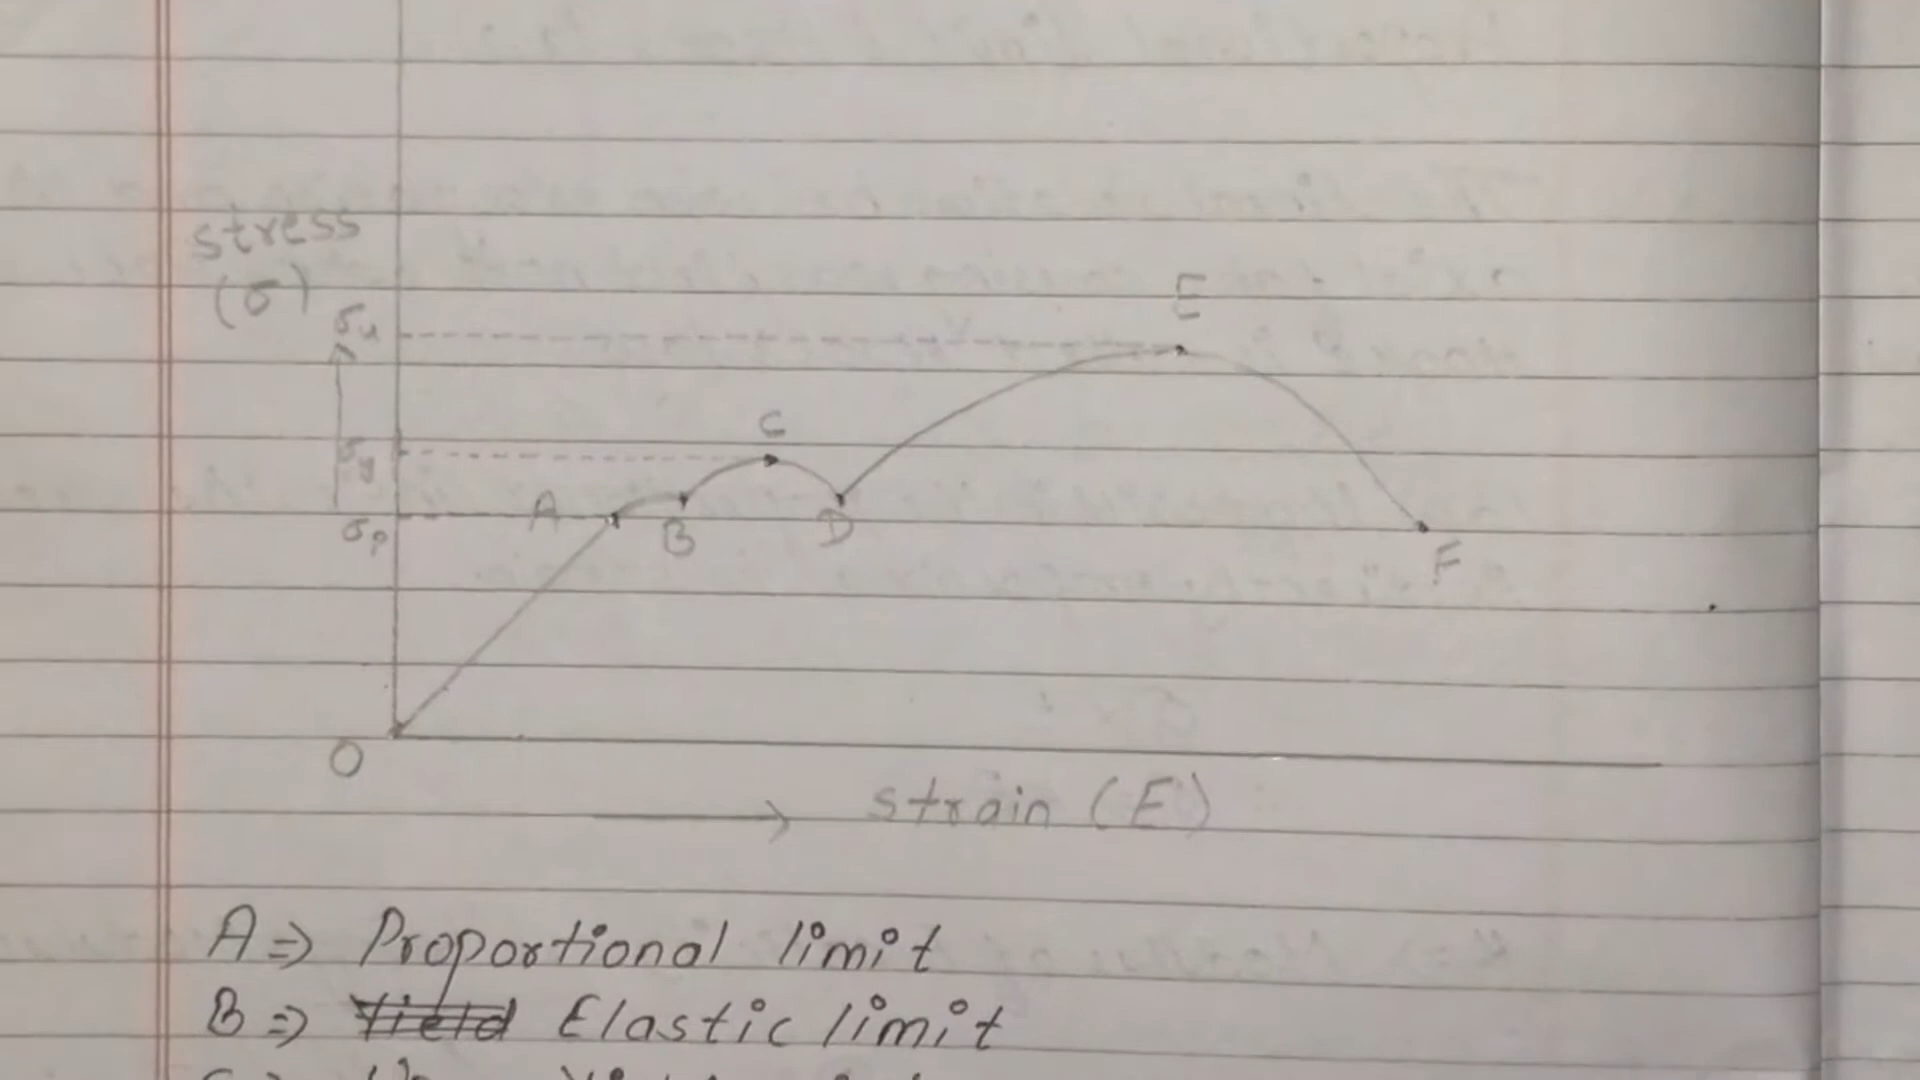 stress
(σ)
σu
E
C
σy
A
B
D
σp
F
O
strain (E)
A => Proportional limit
B => Yield Elastic limit